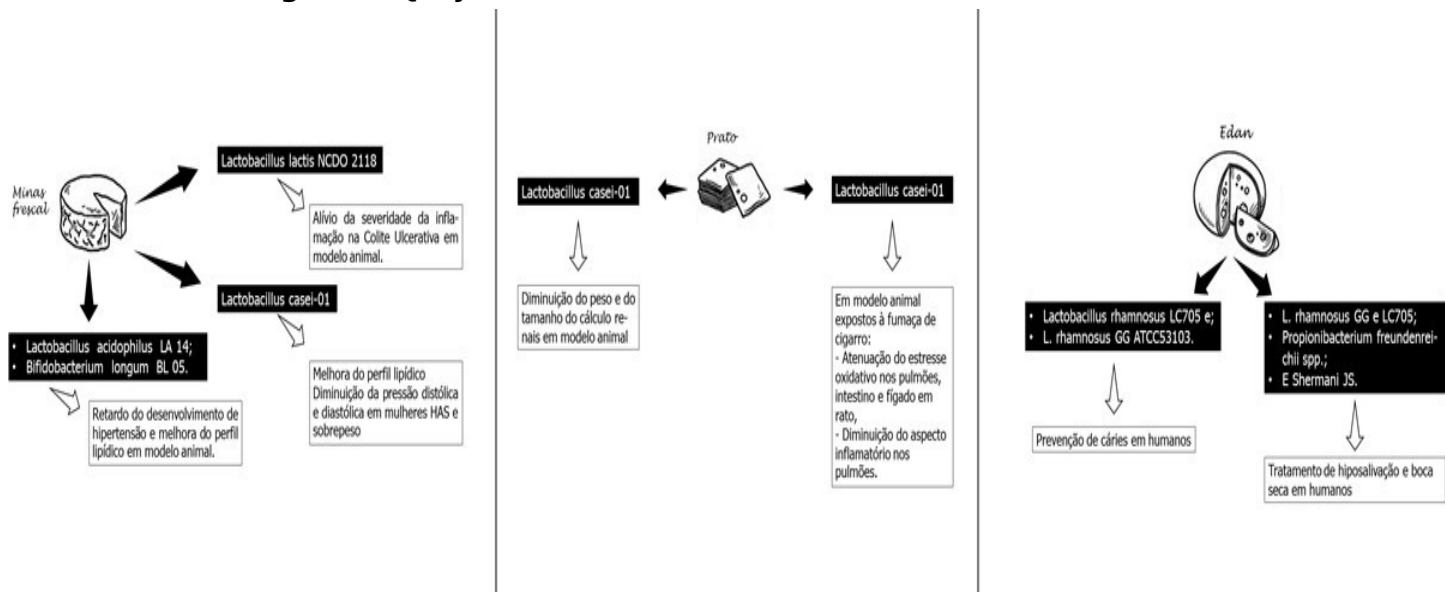 Minas
frescal
Lactobacillus lactis NCDO 2118
Alívio da severidade da infla-
mação na Colite Ulcerativa em
modelo animal.
Lactobacillus casei-01
Melhora do perfil lipídico
Diminuição da pressão distólica
e diastólica em mulheres HAS e
sobrepeso
• Lactobacillus acidophilus LA 14;
• Bifidobacterium longum BL 05.
Retardo do desenvolvimento de
hipertensão e melhora do perfil
lipídico em modelo animal.
Prato
Lactobacillus casei-01
Diminuição do peso e do
tamanho do cálculo re-
nais em modelo animal
Lactobacillus casei-01
Em modelo animal
expostos à fumaça de
cigarro:
- Atenuação do estresse
oxidativo nos pulmões,
intestino e fígado em
rato,
- Diminuição do aspecto
inflamatório nos
pulmões.
Edan
• Lactobacillus rhamnosus LC705 e;
• L. rhamnosus GG ATCC53103.
Prevenção de cáries em humanos
• L. rhamnosus GG e LC705;
• Propionibacterium freundenrei-
chii spp.;
• E Shermani JS.
Tratamento de hiposalivação e boca
seca em humanos